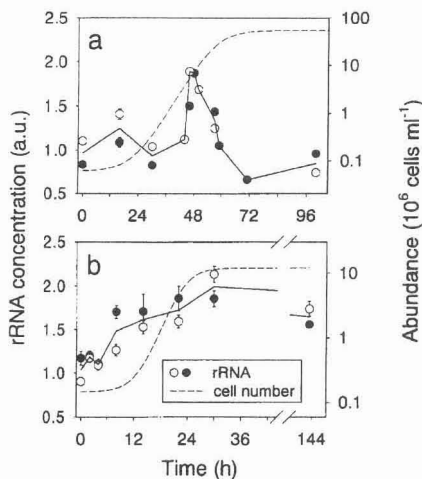 a
2.5
2.0
1.5
1.0
0.5
100
10
1
0.1
0 24 48 72 96
b
2.5
2.0
1.5
1.0
0.5
10
1
0.1
0 12 24 36 144
rRNA
cell number
rRNA concentration (a.u.)
Abundance (10⁶ cells ml⁻¹)
Time (h)